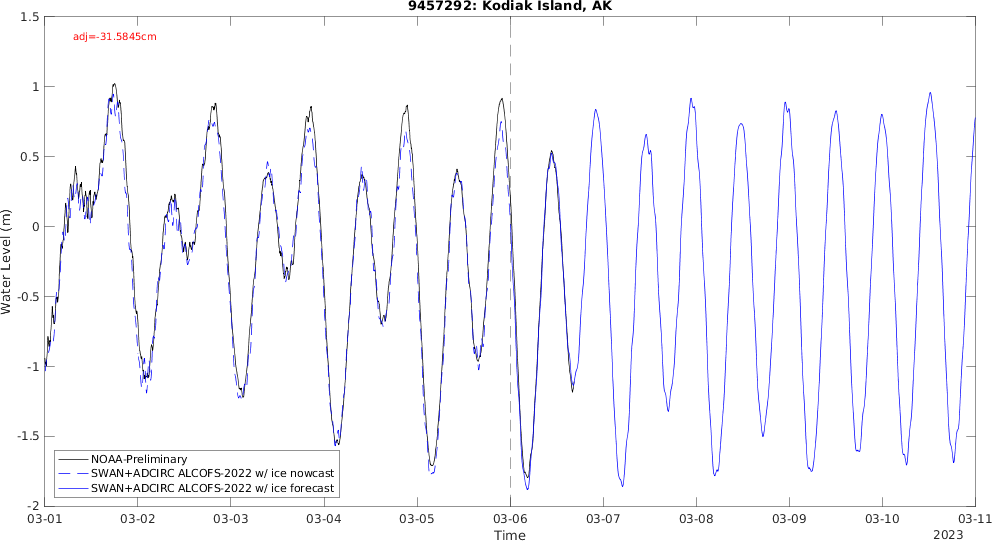 9457292: Kodiak Island, AK
1.5
adj=-31.5845cm
1
0.5
0
-0.5
-1
-1.5
-2
Water Level (m)
NOAA-Preliminary
SWAN+ADCIRC ALCOFS-2022 w/ ice nowcast
SWAN+ADCIRC ALCOFS-2022 w/ ice forecast
03-01 03-02 03-03 03-04 03-05 03-06 03-07 03-08 03-09 03-10 03-11
Time
2023